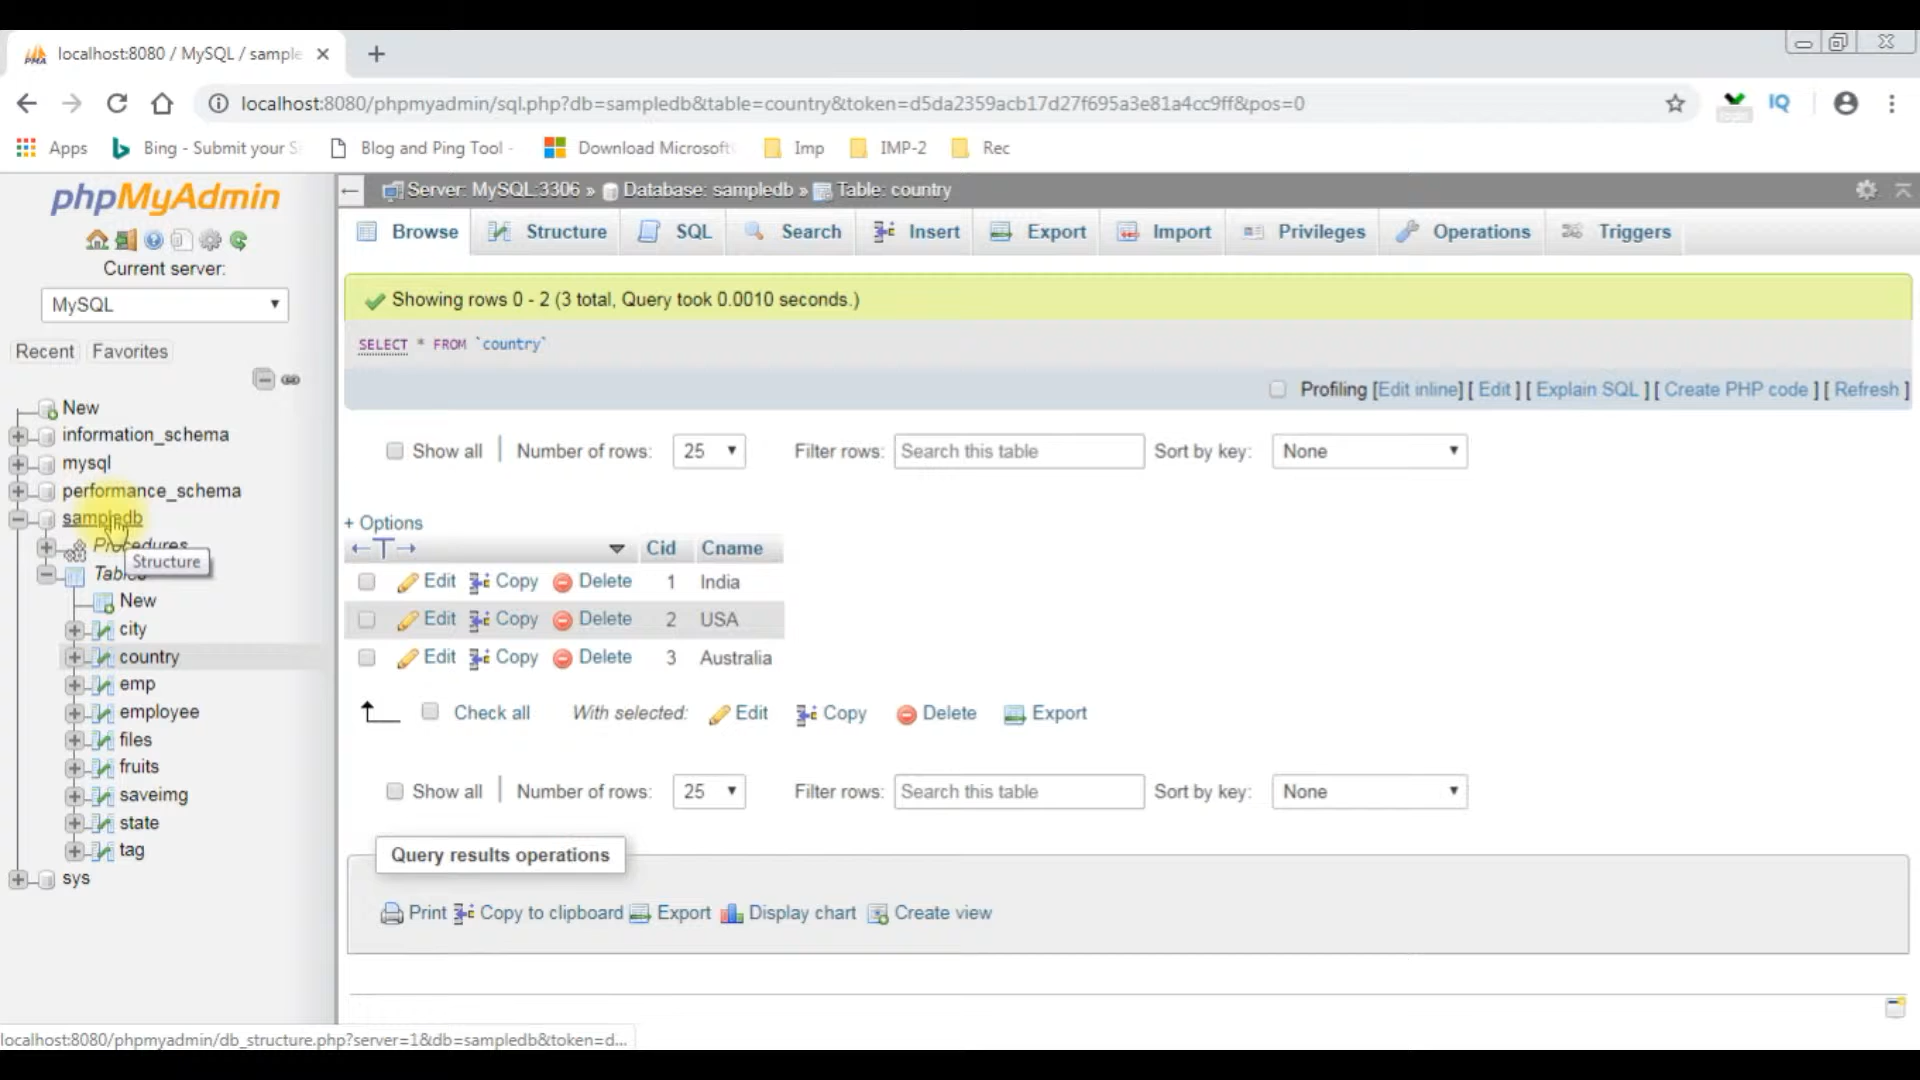 localhost:8080 / MySQL / sample
localhost:8080/phpmyadmin/sql.php?db=sampledb&table=country&token=d5da2359acb17d27f695a3e81a4cc9ff&pos=0
IQ
Apps
Bing - Submit your S
Blog and Ping Tool -
Download Microsoft
Imp
IMP-2
Rec
phpMyAdmin
Current server:
MySQL
Recent Favorites
New
information_schema
mysql
performance_schema
sampledb
Procedures
Structure
Tables
New
city
country
emp
employee
files
fruits
saveimg
state
tag
sys
Server: MySQL:3306 » Database: sampledb » Table: country
Browse Structure SQL Search Insert Export Import Privileges Operations Triggers
Showing rows 0 - 2 (3 total, Query took 0.0010 seconds.)
SELECT * FROM `country`
Profiling [Edit inline] [ Edit ] [ Explain SQL ] [ Create PHP code ] [ Refresh ]
Show all | Number of rows: 25 Filter rows: Search this table Sort by key: None
+ Options
←T→ Cid Cname
Edit Copy Delete 1 India
Edit Copy Delete 2 USA
Edit Copy Delete 3 Australia
Check all With selected: Edit Copy Delete Export
Show all | Number of rows: 25 Filter rows: Search this table Sort by key: None
Query results operations
Print Copy to clipboard Export Display chart Create view
localhost:8080/phpmyadmin/db_structure.php?server=1&db=sampledb&token=d...